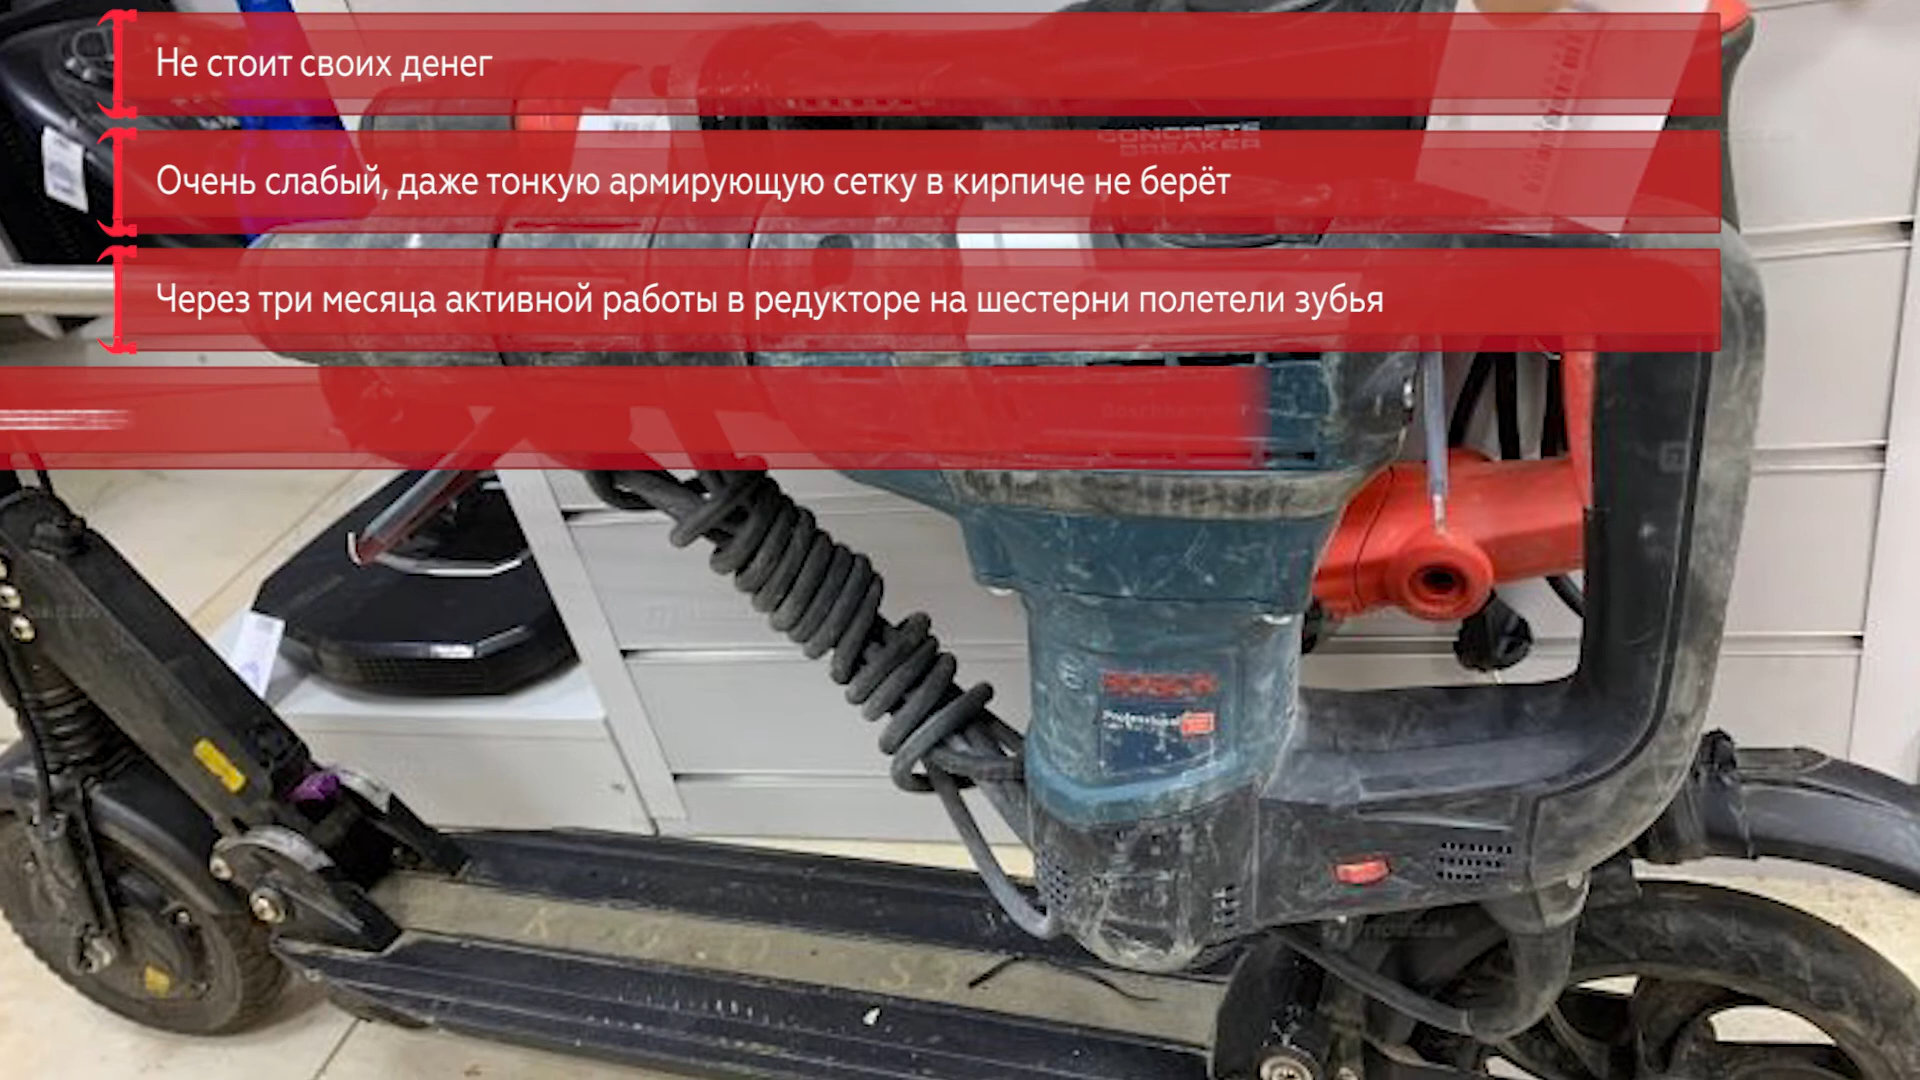 Не стоит своих денег
CONCRETE
BREAKER
Очень слабый, даже тонкую армирующую сетку в кирпиче не берёт
Через три месяца активной работы в редукторе на шестерни полетели зубья
BOSCH
Professional